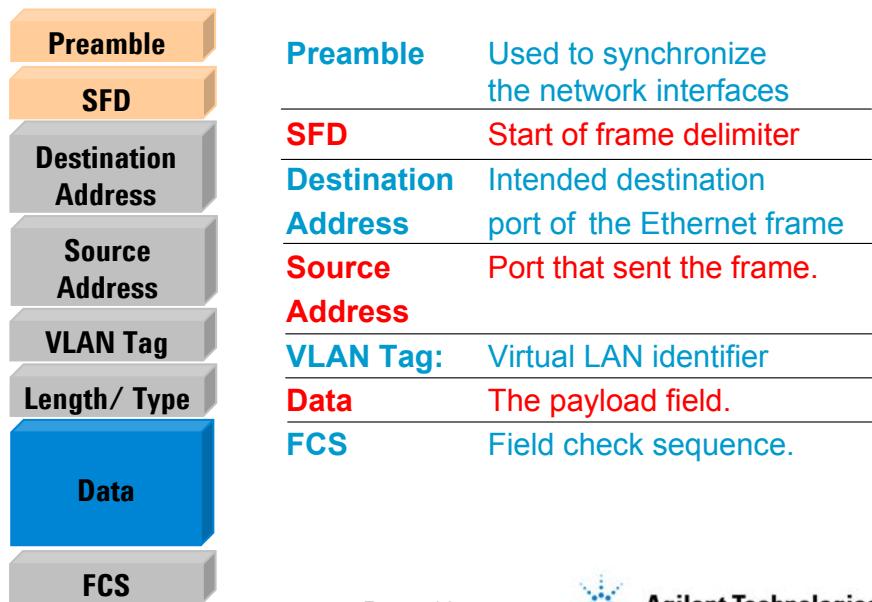 Preamble
SFD
Destination
Address
Source
Address
VLAN Tag
Length/ Type
Data
FCS
Preamble Used to synchronize
the network interfaces
SFD Start of frame delimiter
Destination Intended destination
Address port of the Ethernet frame
Source Port that sent the frame.
Address
VLAN Tag: Virtual LAN identifier
Data The payload field.
FCS Field check sequence.
Agilent Technologies